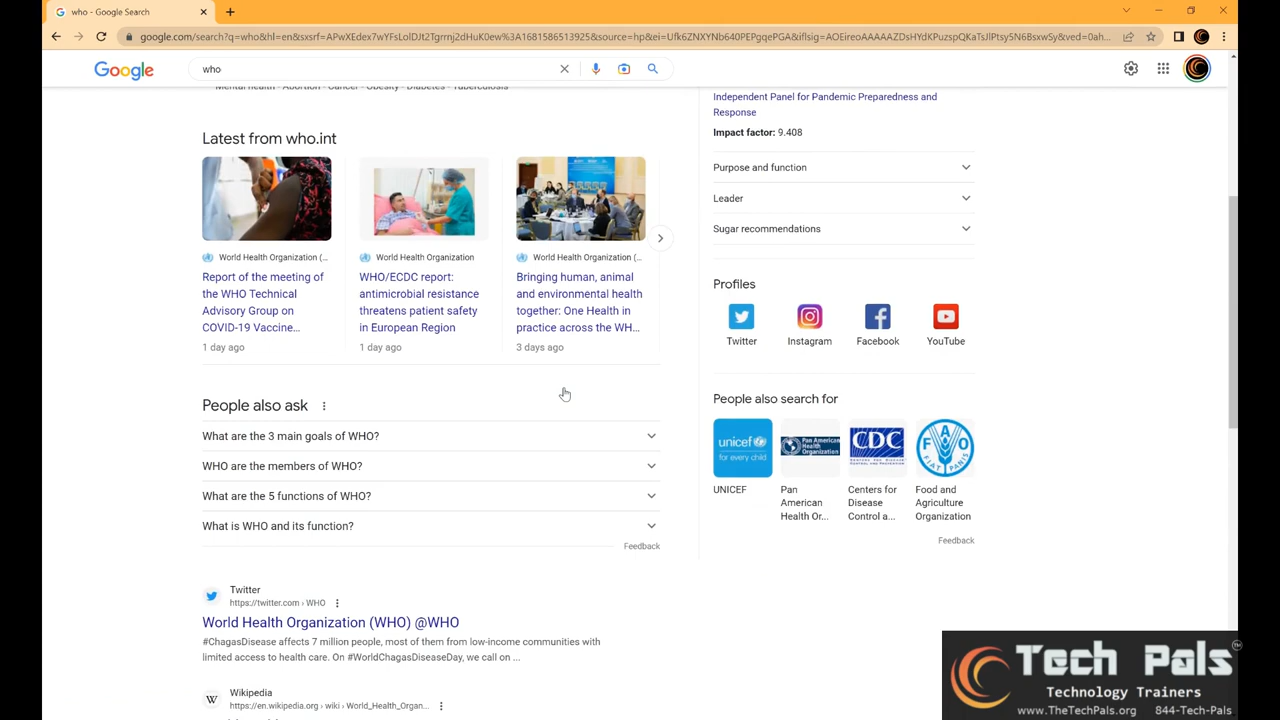 who - Google Search
google.com/search?q=who&hl=en&sxsrf=APwXEdex7wYFsLolDJt2Tgrrnj2dHuK0ew%3A1681586513925&source=hp&ei=Ufk6ZNXYNb640PEPgqePGA&iflsig=AOEireoAAAAAZDsHYdKPuzspQKaTsJlPtsy5N6BsxwSy&ved=0ah...
Google
who
Mental health · Abortion · Cancer · Obesity · Diabetes · Tuberculosis
Latest from who.int
World Health Organization (...
Report of the meeting of
the WHO Technical
Advisory Group on
COVID-19 Vaccine...
1 day ago
World Health Organization
WHO/ECDC report:
antimicrobial resistance
threatens patient safety
in European Region
1 day ago
World Health Organization (...
Bringing human, animal
and environmental health
together: One Health in
practice across the WH...
3 days ago
People also ask
What are the 3 main goals of WHO?
WHO are the members of WHO?
What are the 5 functions of WHO?
What is WHO and its function?
Feedback
Twitter
https://twitter.com › WHO
World Health Organization (WHO) @WHO
#ChagasDisease affects 7 million people, most of them from low-income communities with
limited access to health care. On #WorldChagasDiseaseDay, we call on ...
W
Wikipedia
https://en.wikipedia.org › wiki › World_Health_Organ...
Independent Panel for Pandemic Preparedness and
Response
Impact factor: 9.408
Purpose and function
Leader
Sugar recommendations
Profiles
Twitter
Instagram
Facebook
YouTube
People also search for
unicef
for every child
UNICEF
Pan American
Health
Organization
Pan
American
Health Or...
CDC
Centers for
Disease
Control a...
F A O
FIAT PANIS
Food and
Agriculture
Organization
Feedback
Tech Pals™
Technology Trainers
www.TheTechPals.org 844-Tech-Pals